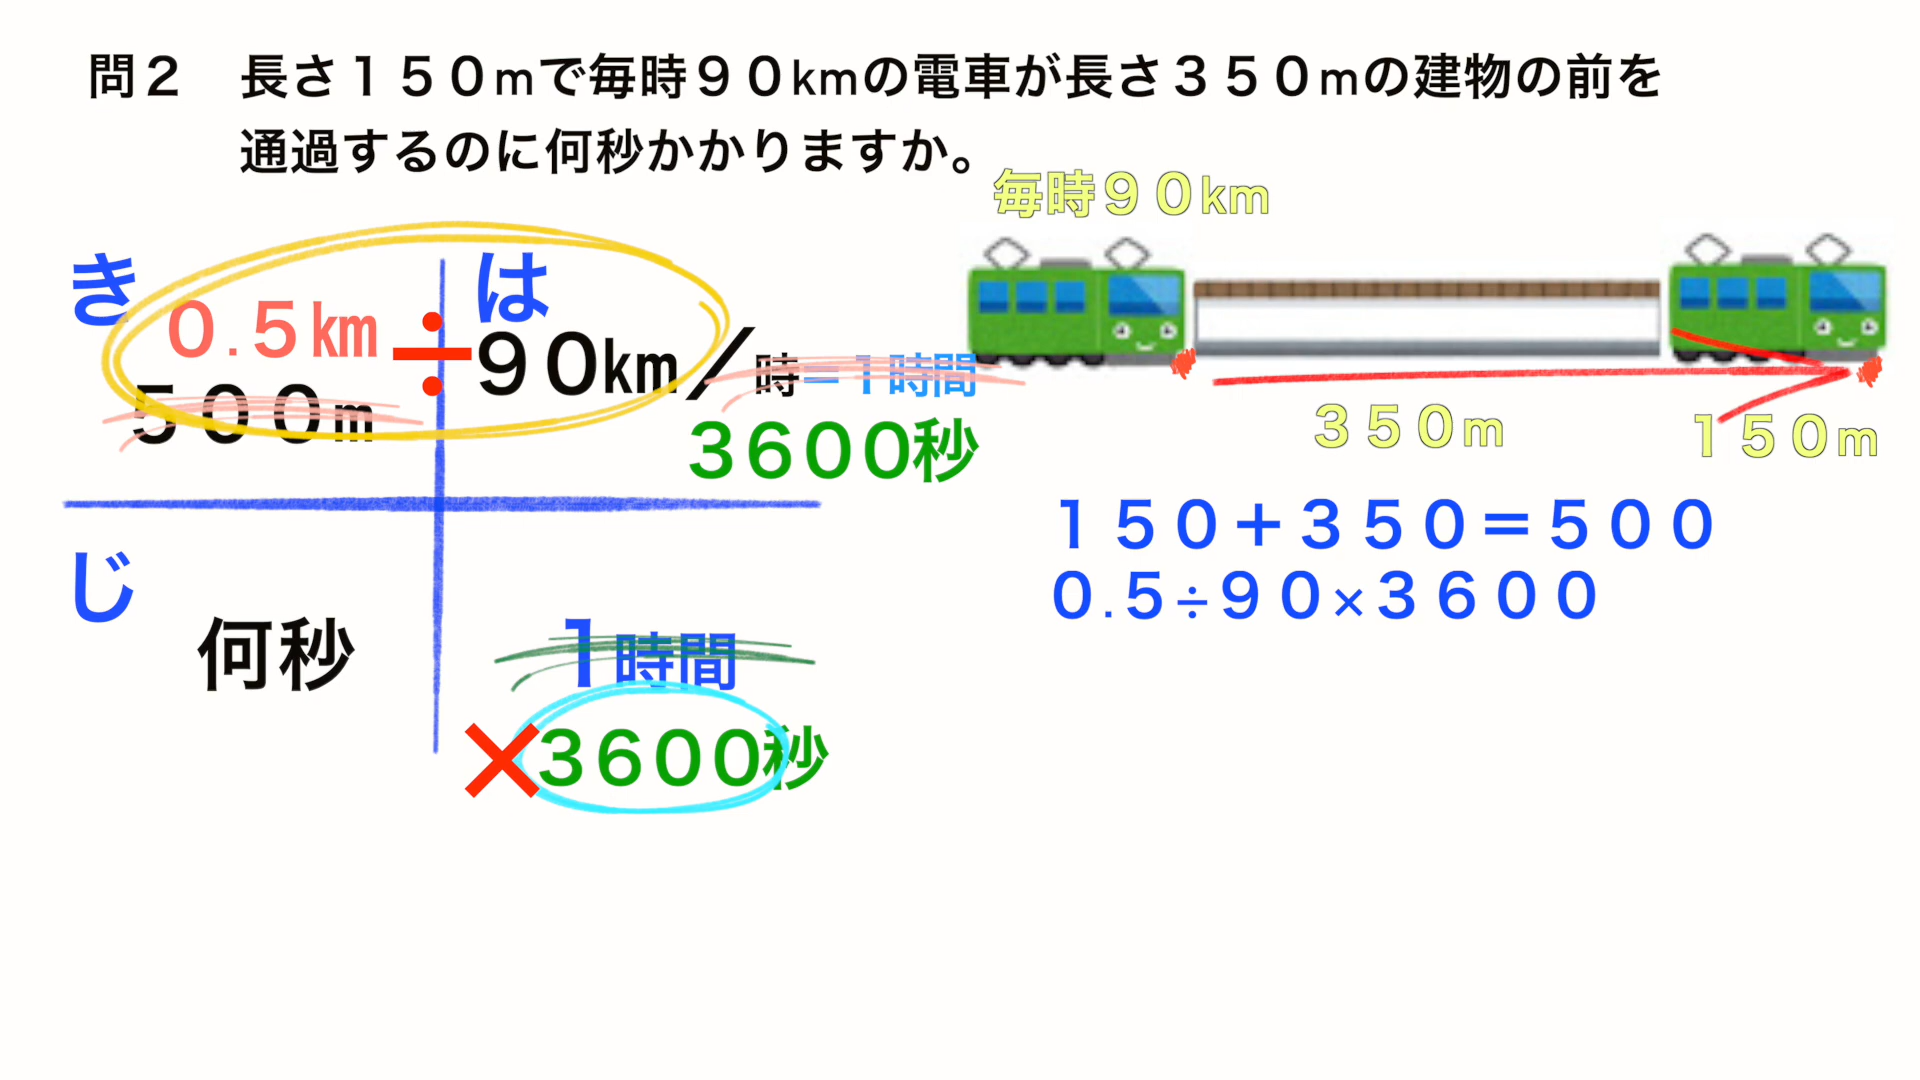 問２　長さ１５０mで毎時９０kmの電車が長さ３５０mの建物の前を
通過するのに何秒かかりますか。
毎時９０km
き
は
０.５km
÷
９０km／時＝１時間
５００m
３６００秒
３５０m
１５０m
１５０＋３５０＝５００
０.５÷９０×３６００
じ
何秒
１時間
×３６００秒